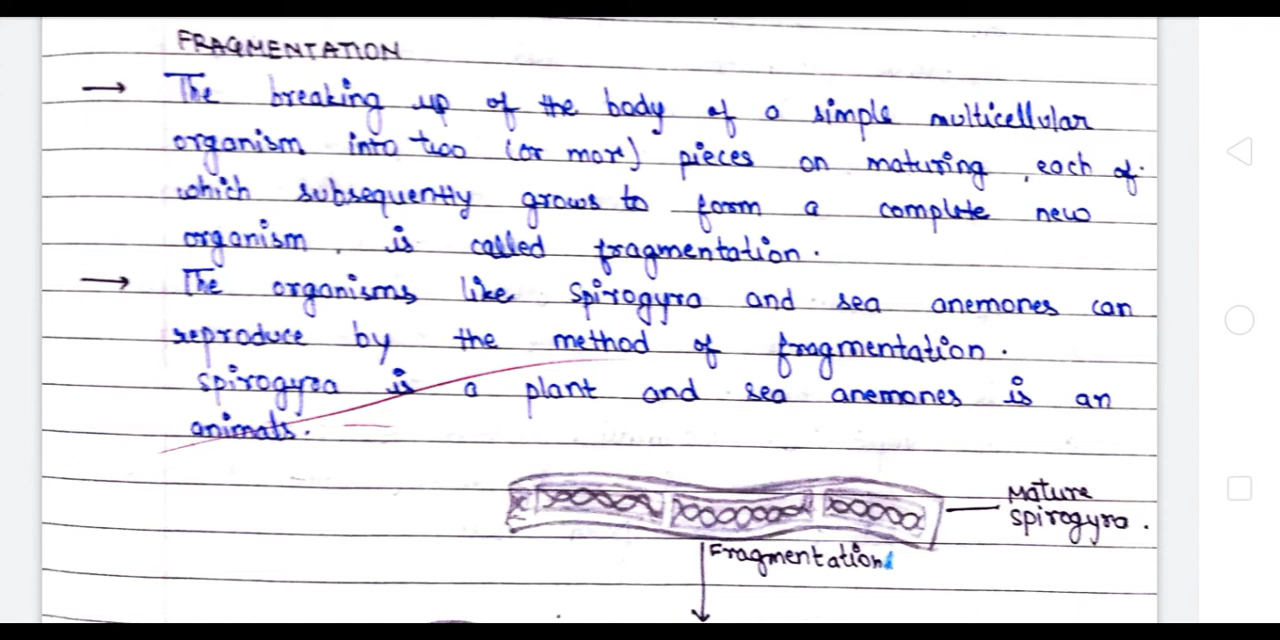 FRAGMENTATION
→ The breaking up of the body of a simple multicellular
organism into two (or more) pieces on maturing, each of
which subsequently grows to form a complete new
organism, is called fragmentation.
→ The organisms like spirogyra and sea anemones can
reproduce by the method of fragmentation.
spirogyra is a plant and sea anemones is an
animals.
Mature
spirogyra.
Fragmentation